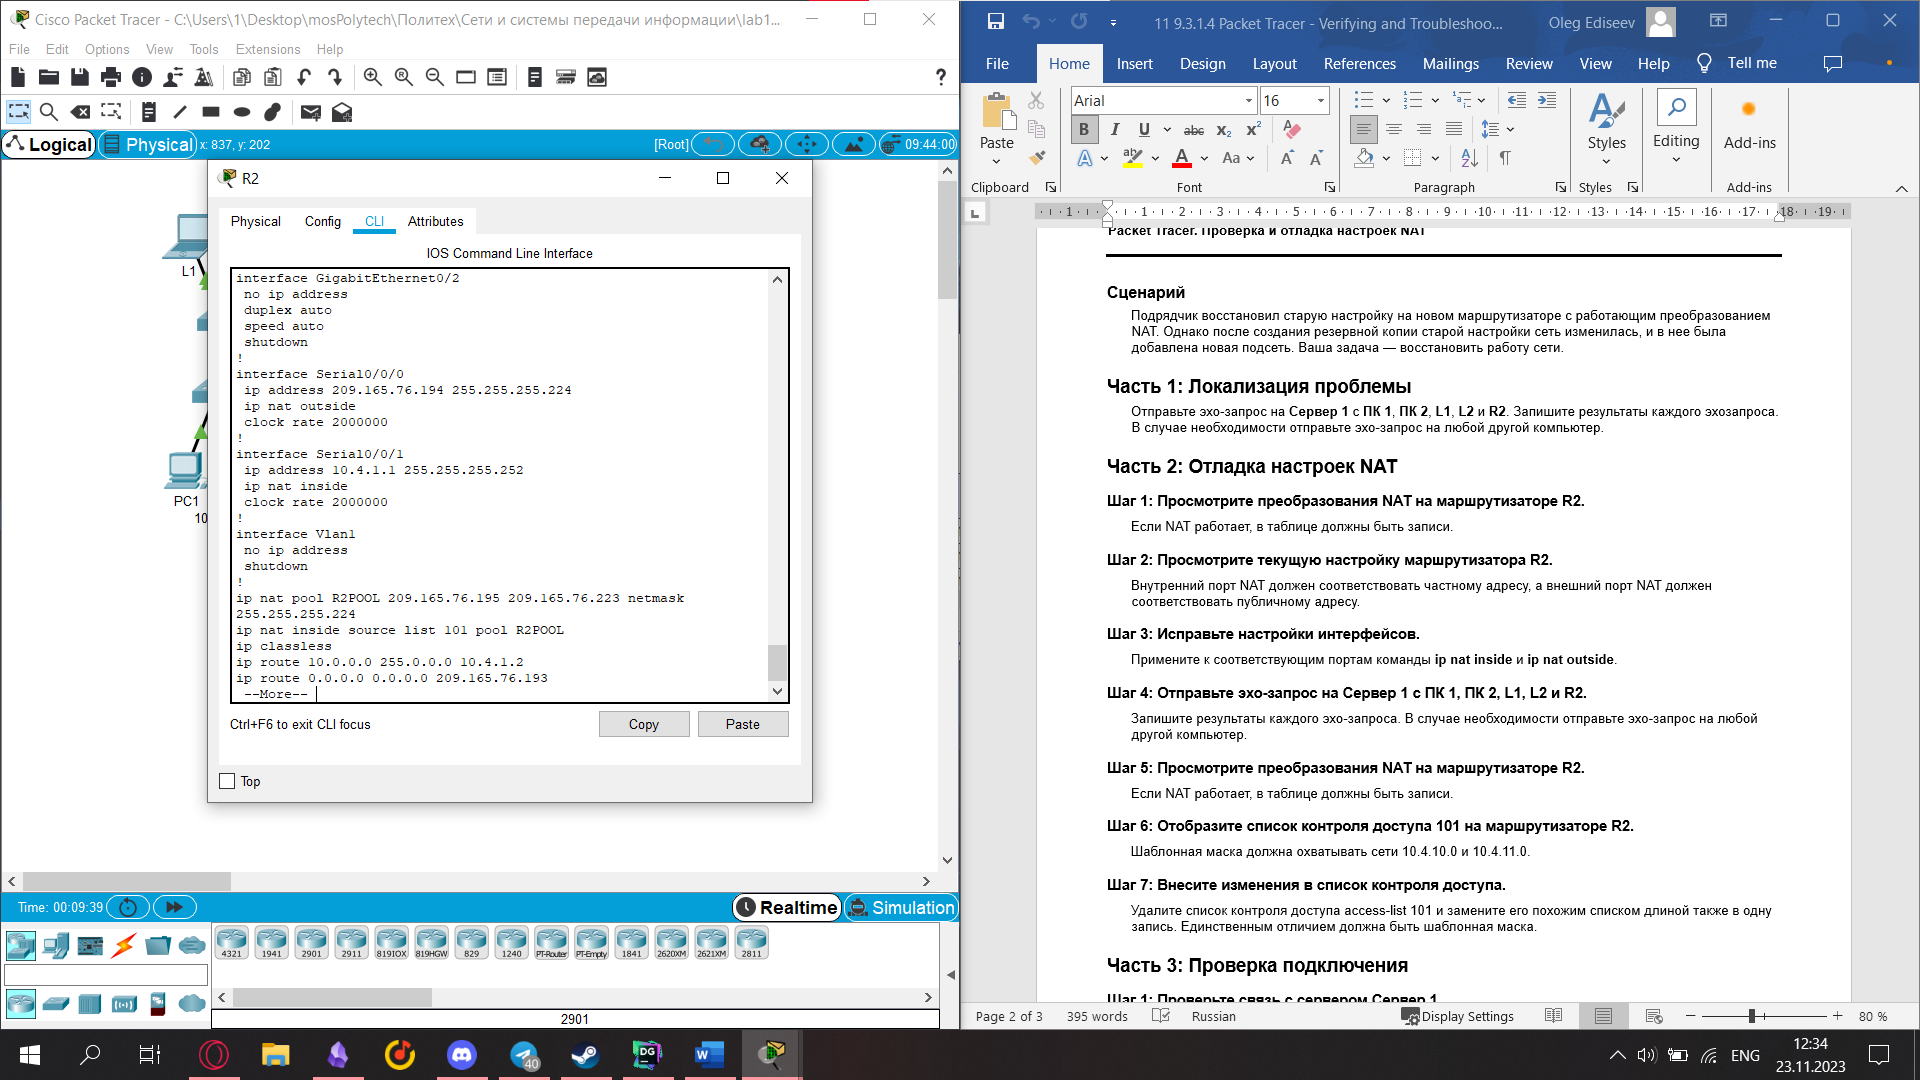 Cisco Packet Tracer - C:\Users\1\Desktop\mosPolytech\Политех\Сети и системы передачи информации\lab1...
File Edit Options View Tools Extensions Help
Logical Physical x: 837, y: 202 [Root] 09:44:00
L1
PC1
10
R2
Physical Config CLI Attributes
IOS Command Line Interface
interface GigabitEthernet0/2
no ip address
duplex auto
speed auto
shutdown
!
interface Serial0/0/0
ip address 209.165.76.194 255.255.255.224
ip nat outside
clock rate 2000000
!
interface Serial0/0/1
ip address 10.4.1.1 255.255.255.252
ip nat inside
clock rate 2000000
!
interface Vlan1
no ip address
shutdown
!
ip nat pool R2POOL 209.165.76.195 209.165.76.223 netmask
255.255.255.224
ip nat inside source list 101 pool R2POOL
ip classless
ip route 10.0.0.0 255.0.0.0 10.4.1.2
ip route 0.0.0.0 0.0.0.0 209.165.76.193
--More--
Ctrl+F6 to exit CLI focus
Copy Paste
Top
Time: 00:09:39
Realtime Simulation
4321 1941 2901 2911 819IOX 819HGW 829 1240 PT-Router PT-Empty 1841 2620XM 2621XM 2811
2901
11 9.3.1.4 Packet Tracer - Verifying and Troubleshoo...
Oleg Ediseev
File Home Insert Design Layout References Mailings Review View Help Tell me
Paste
Arial 16
Styles
Editing
Add-ins
Clipboard Font Paragraph Styles Add-ins
1 1 2 3 4 5 6 7 8 9 10 11 12 13 14 15 16 17 18 19
Packet Tracer. Проверка и отладка настроек NAT
Сценарий
Подрядчик восстановил старую настройку на новом маршрутизаторе с работающим преобразованием
NAT. Однако после создания резервной копии старой настройки сеть изменилась, и в нее была
добавлена новая подсеть. Ваша задача — восстановить работу сети.
Часть 1: Локализация проблемы
Отправьте эхо-запрос на Сервер 1 с ПК 1, ПК 2, L1, L2 и R2. Запишите результаты каждого эхозапроса.
В случае необходимости отправьте эхо-запрос на любой другой компьютер.
Часть 2: Отладка настроек NAT
Шаг 1: Просмотрите преобразования NAT на маршрутизаторе R2.
Если NAT работает, в таблице должны быть записи.
Шаг 2: Просмотрите текущую настройку маршрутизатора R2.
Внутренний порт NAT должен соответствовать частному адресу, а внешний порт NAT должен
соответствовать публичному адресу.
Шаг 3: Исправьте настройки интерфейсов.
Примените к соответствующим портам команды ip nat inside и ip nat outside.
Шаг 4: Отправьте эхо-запрос на Сервер 1 с ПК 1, ПК 2, L1, L2 и R2.
Запишите результаты каждого эхо-запроса. В случае необходимости отправьте эхо-запрос на любой
другой компьютер.
Шаг 5: Просмотрите преобразования NAT на маршрутизаторе R2.
Если NAT работает, в таблице должны быть записи.
Шаг 6: Отобразите список контроля доступа 101 на маршрутизаторе R2.
Шаблонная маска должна охватывать сети 10.4.10.0 и 10.4.11.0.
Шаг 7: Внесите изменения в список контроля доступа.
Удалите список контроля доступа access-list 101 и замените его похожим списком длиной также в одну
запись. Единственным отличием должна быть шаблонная маска.
Часть 3: Проверка подключения
Шаг 1: Проверьте связь с сервером Сервер 1
Page 2 of 3 395 words Russian Display Settings 80 %
40
ENG
12:34
23.11.2023